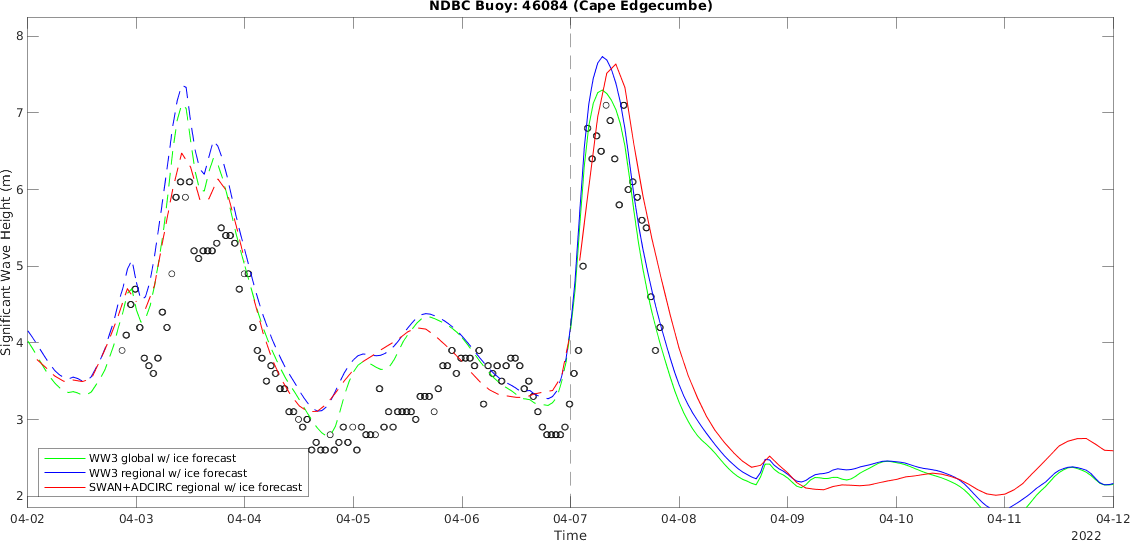 NDBC Buoy: 46084 (Cape Edgecumbe)
8
7
6
5
4
3
2
Significant Wave Height (m)
WW3 global w/ ice forecast
WW3 regional w/ ice forecast
SWAN+ADCIRC regional w/ ice forecast
04-02 04-03 04-04 04-05 04-06 04-07 04-08 04-09 04-10 04-11 04-12
Time
2022